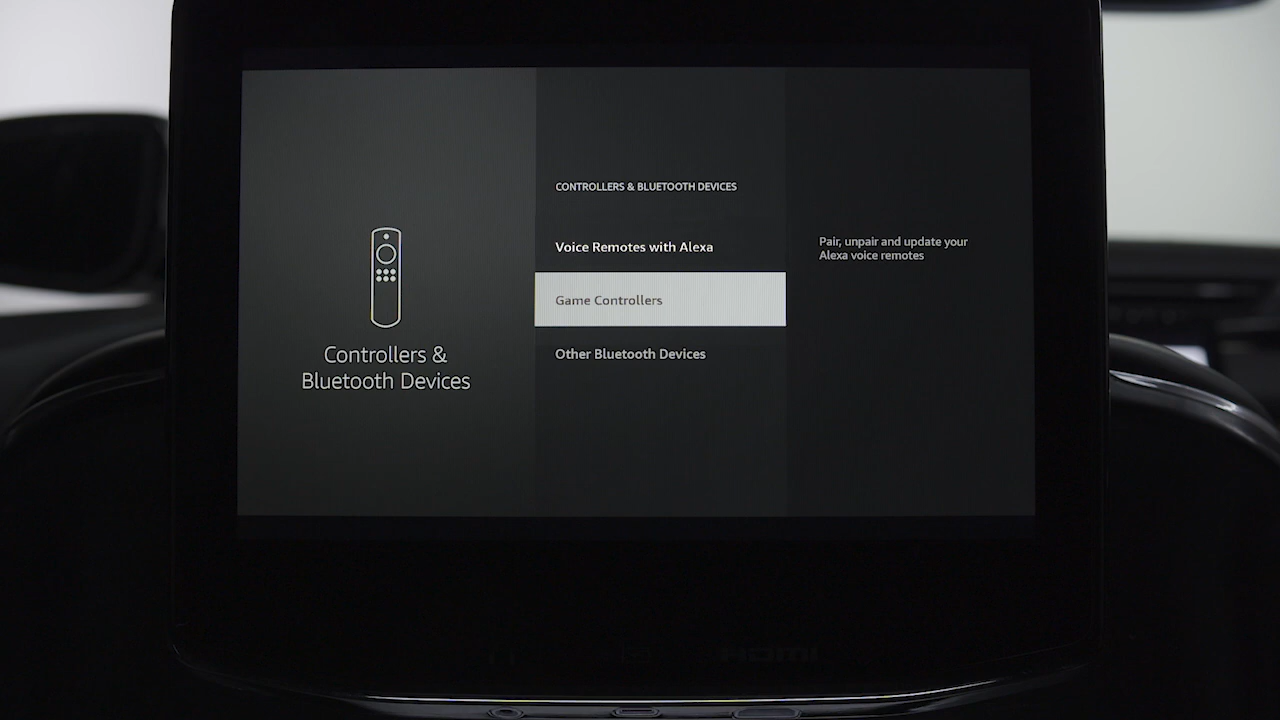 CONTROLLERS & BLUETOOTH DEVICES
Voice Remotes with Alexa
Game Controllers
Other Bluetooth Devices
Pair, unpair and update your
Alexa voice remotes
Controllers &
Bluetooth Devices
HDMI